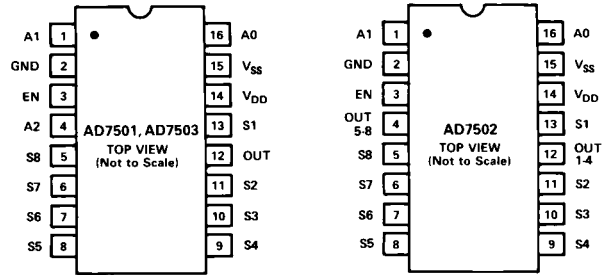 A1 1 16 A0
GND 2 15 VSS
EN 3 14 VDD
A2 4 13 S1
S8 5 12 OUT
S7 6 11 S2
S6 7 10 S3
S5 8 9 S4
AD7501, AD7503
TOP VIEW
(Not to Scale)
A1 1 16 A0
GND 2 15 VSS
EN 3 14 VDD
OUT
5-8 4 13 S1
S8 5 12 OUT
1-4
S7 6 11 S2
S6 7 10 S3
S5 8 9 S4
AD7502
TOP VIEW
(Not to Scale)